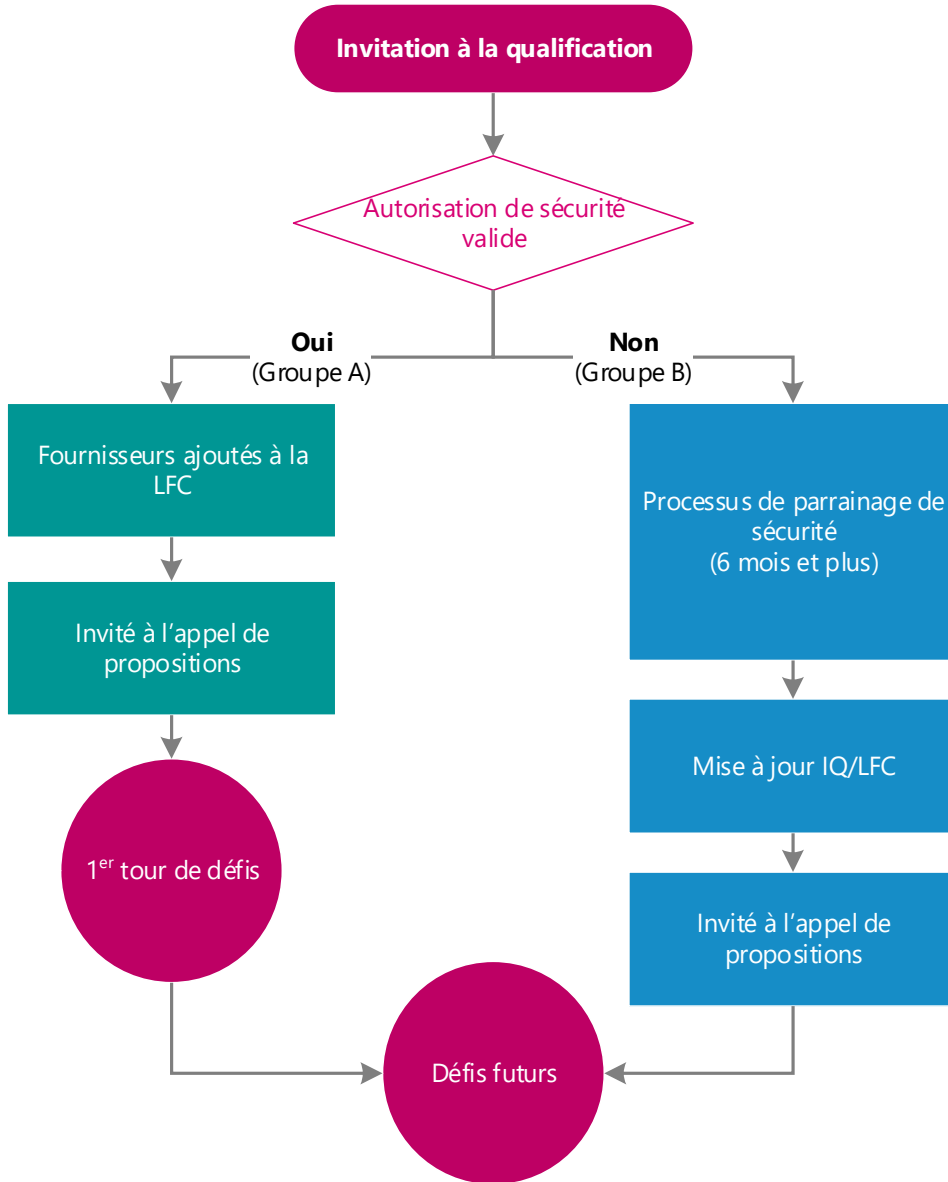 Invitation à la qualification
Autorisation de sécurité
valide
Oui
(Groupe A)
Non
(Groupe B)
Fournisseurs ajoutés à la
LFC
Processus de parrainage de
sécurité
(6 mois et plus)
Invité à l'appel de
propositions
Mise à jour IQ/LFC
1er tour de défis
Invité à l'appel de
propositions
Défis futurs